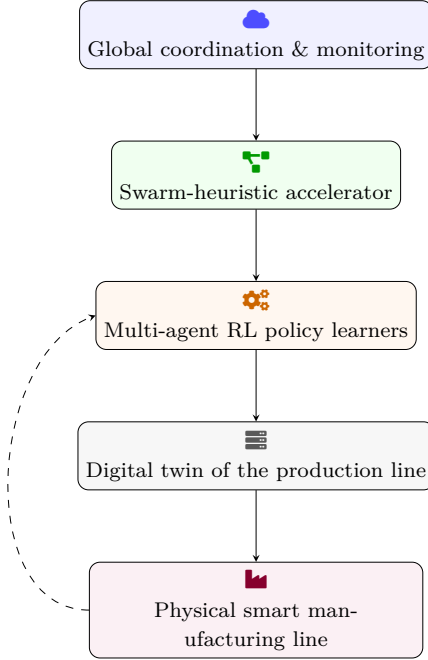 Global coordination & monitoring
Swarm-heuristic accelerator
Multi-agent RL policy learners
Digital twin of the production line
Physical smart man-
ufacturing line